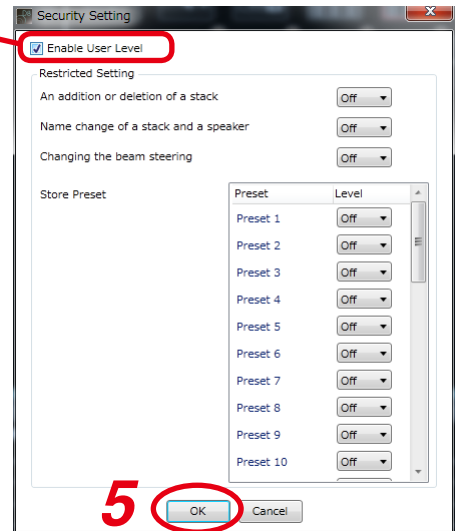 Security Setting
Enable User Level
Restricted Setting
An addition or deletion of a stack Off
Name change of a stack and a speaker Off
Changing the beam steering Off
Store Preset
Preset Level
Preset 1 Off
Preset 2 Off
Preset 3 Off
Preset 4 Off
Preset 5 Off
Preset 6 Off
Preset 7 Off
Preset 8 Off
Preset 9 Off
Preset 10 Off
5 OK Cancel